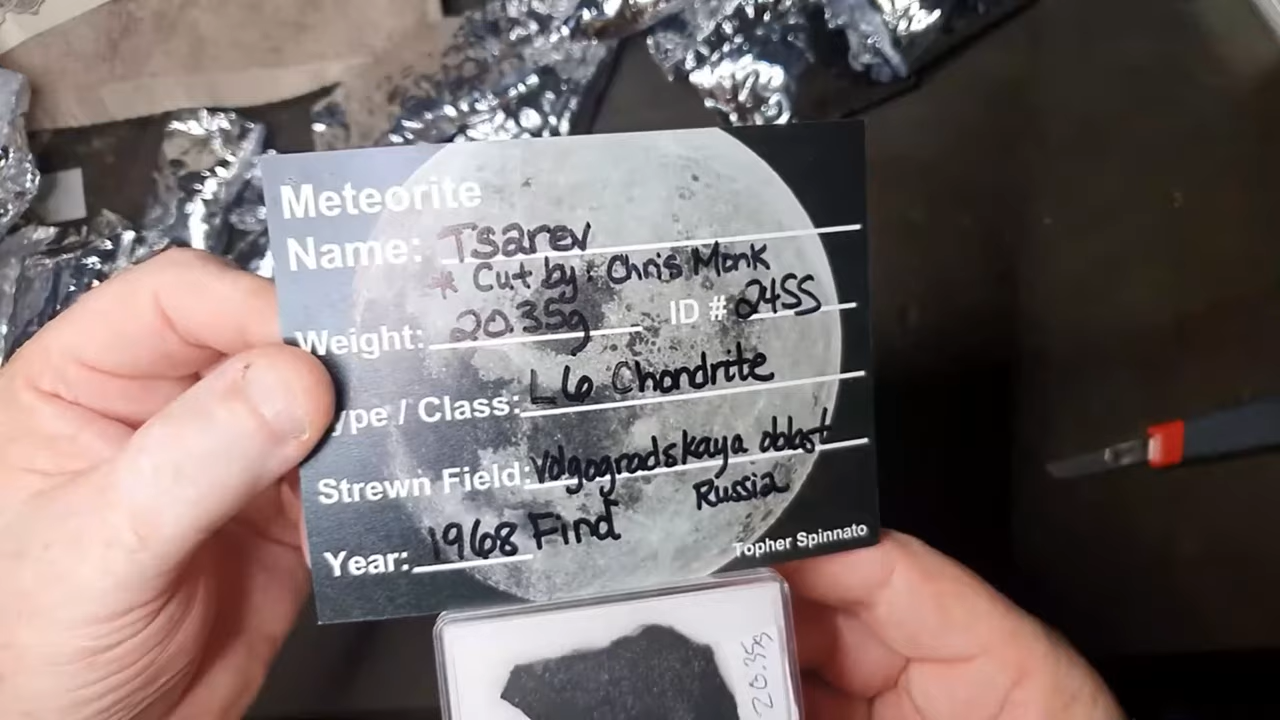 Meteorite
Name: Tsarev
* Cut by: Chris Monk
Weight: 20.35g ID # 2455
ype / Class: L6 Chondrite
Strewn Field: Volgogradskaya oblast
Russia
Year: 1968 Find
Topher Spinnato
20.35g